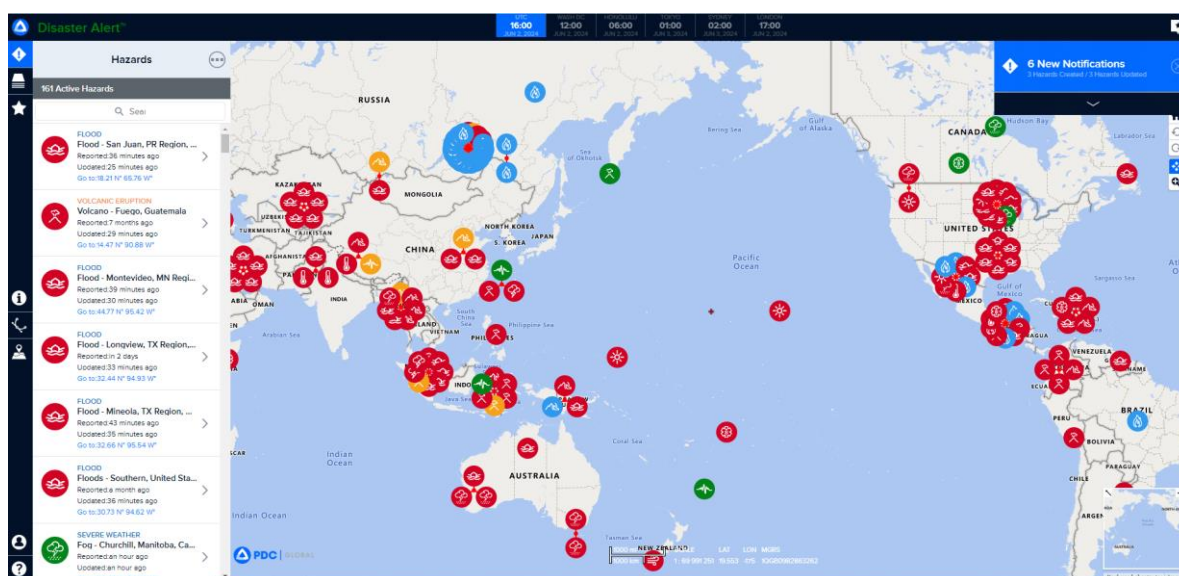 Disaster Alert™
UTC
16:00
JUN 2, 2024
WASH DC
12:00
JUN 2, 2024
HONOLULU
06:00
JUN 2, 2024
TOKYO
01:00
JUN 3, 2024
SYDNEY
02:00
JUN 3, 2024
LONDON
17:00
JUN 2, 2024
Hazards
161 Active Hazards
Sea
FLOOD
Flood - San Juan, PR Region, ...
Reported:36 minutes ago
Updated:25 minutes ago
Go to:18.21 N° 65.76 W°
VOLCANIC ERUPTION
Volcano - Fuego, Guatemala
Reported:7 months ago
Updated:29 minutes ago
Go to:14.47 N° 90.88 W°
FLOOD
Flood - Montevideo, MN Regi...
Reported:39 minutes ago
Updated:30 minutes ago
Go to:44.77 N° 95.42 W°
FLOOD
Flood - Longview, TX Region,...
Reported:in 2 days
Updated:33 minutes ago
Go to:32.44 N° 94.93 W°
FLOOD
Flood - Mineola, TX Region, ...
Reported:43 minutes ago
Updated:35 minutes ago
Go to:32.66 N° 95.54 W°
FLOOD
Floods - Southern, United Sta...
Reported:a month ago
Updated:36 minutes ago
Go to:30.73 N° 94.62 W°
SEVERE WEATHER
Fog - Churchill, Manitoba, Ca...
Reported:an hour ago
Updated:an hour ago
6 New Notifications
3 Hazards Created / 3 Hazards Updated
RUSSIA
Bering Sea
Gulf
of Alaska
CANADA
Hudson Bay
Labrador Sea
Sea
of Okhotsk
MONGOLIA
TURKMENISTAN
TAJIKISTAN
NORTH KOREA
S. KOREA
JAPAN
CHINA
AFGHANISTAN
UNITED
Pacific
Ocean
OMAN
INDIA
Arabian Sea
South
China
Sea
VIETNAM
Philippine Sea
Gulf of
Mexico
Sargasso Sea
VENEZUELA
Java Sea
BRAZIL
PERU
BOLIVIA
Indian
Ocean
Coral Sea
AUSTRALIA
PARAGUAY
CHILE
Indian Ocean
Tasman Sea
NEW ZEALAND
PDC | GLOBAL
LAT LON MGRS